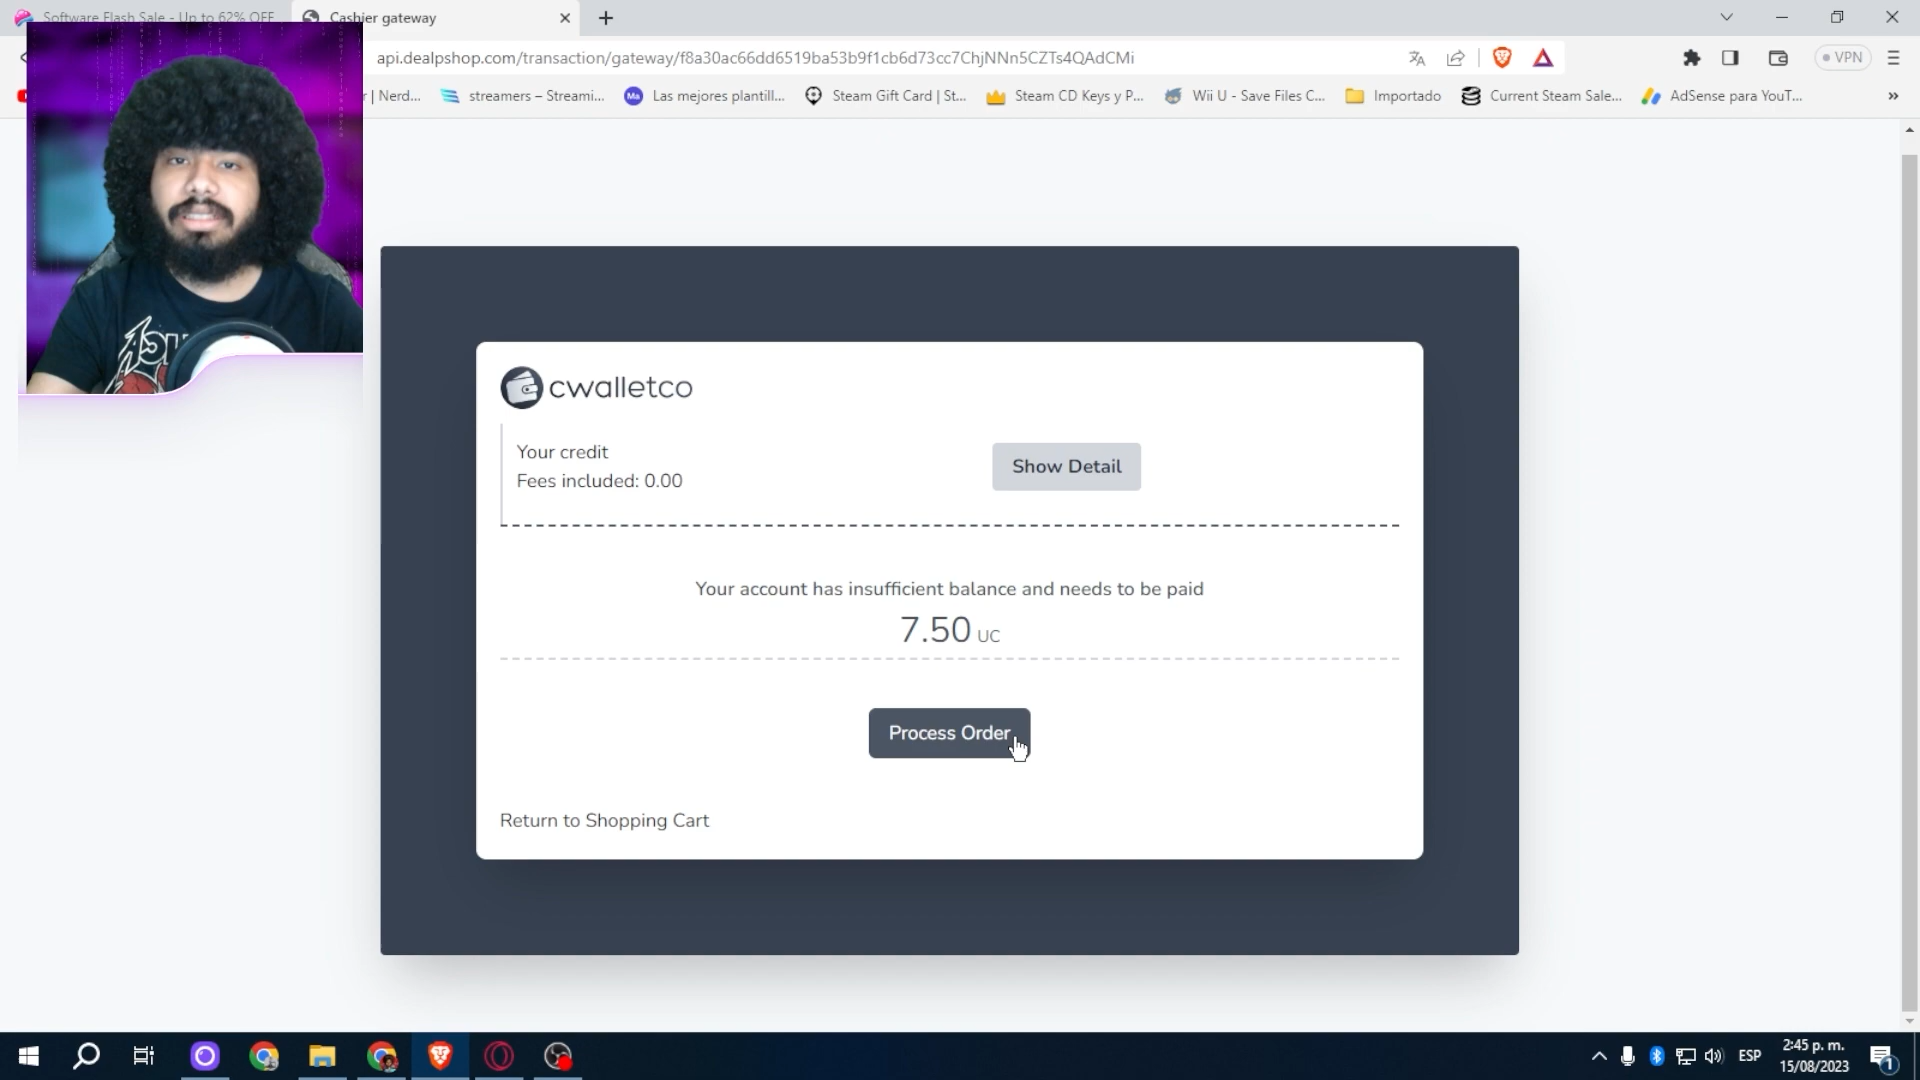 Software Flash Sale - Up to 62% OFF
Cashier gateway
api.dealpshop.com/transaction/gateway/f8a30ac66dd6519ba53b9f1cb6d73cc7ChjNNn5CZTs4QAdCMi
VPN
r | Nerd...
streamers – Streami...
Ma
Las mejores plantill...
Steam Gift Card | St...
Steam CD Keys y P...
Wii U - Save Files C...
Importado
Current Steam Sale...
AdSense para YouT...
»
cwalletco
Your credit
Fees included: 0.00
Show Detail
Your account has insufficient balance and needs to be paid
7.50 UC
Process Order
Return to Shopping Cart
ESP
2:45 p. m.
15/08/2023
1